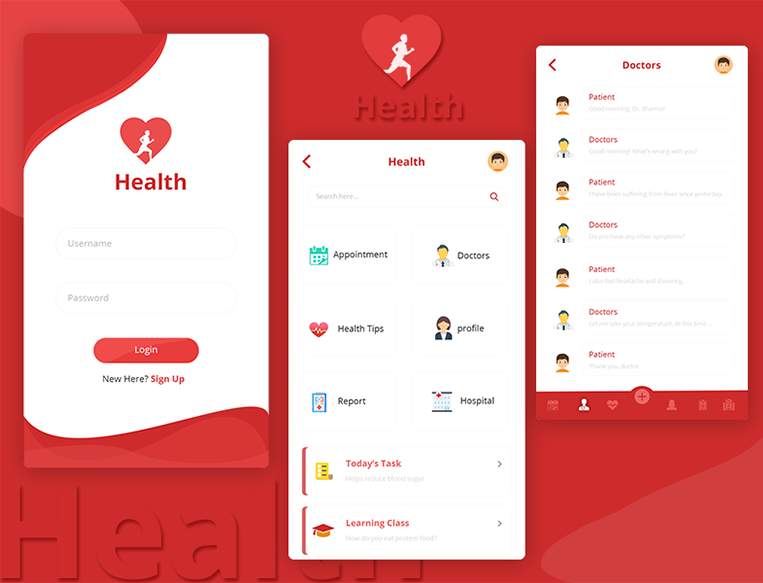 Health
Username
Password
Login
New Here? Sign Up
Health
Health
Search here...
Appointment
Doctors
Health Tips
profile
Report
Hospital
Today's Task
Helps reduce Blood sugar
Learning Class
How do you eat protein food?
Doctors
Patient
Good morning, Dr. Sharma!
Doctors
Good morning! What's wrong with you?
Patient
I have been suffering from fever since yesterday.
Doctors
Do you have any other symptoms?
Patient
I also feel headache and shivering.
Doctors
Let me take your temperature. At this time ...
Patient
Thank you, doctor.
Health